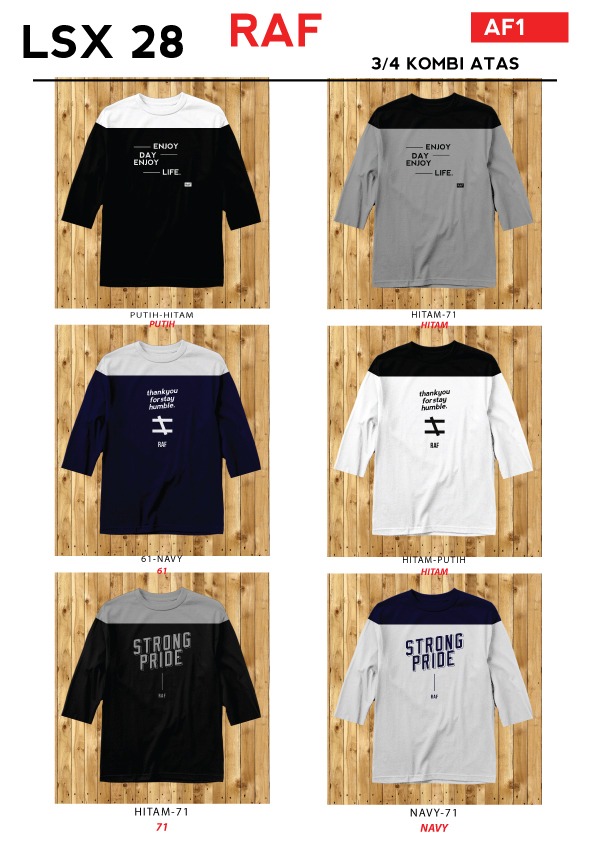 LSX 28
RAF
AF1
3/4 KOMBI ATAS
ENJOY
DAY
ENJOY
LIFE.
RAF
ENJOY
DAY
ENJOY
LIFE.
RAF
PUTIH-HITAM
PUTIH
HITAM-71
HITAM
thankyou
for stay
humble.
RAF
thankyou
for stay
humble.
RAF
61-NAVY
61
HITAM-PUTIH
HITAM
STRONG
PRIDE
RAF
STRONG
PRIDE
RAF
HITAM-71
71
NAVY-71
NAVY